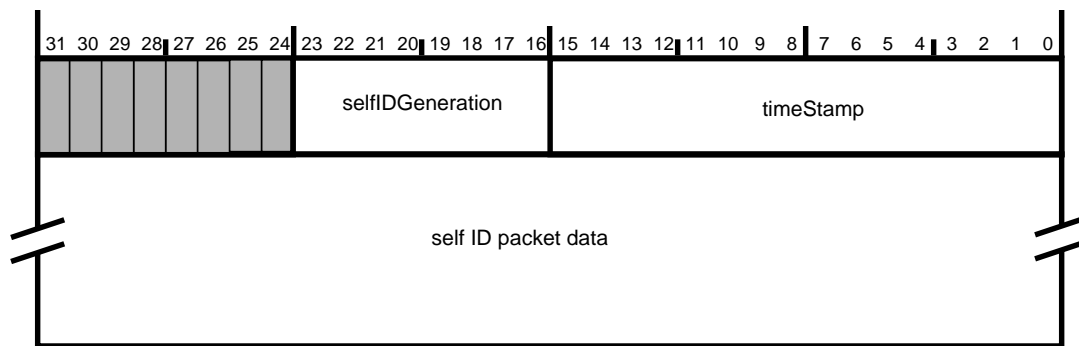 31 30 29 28 27 26 25 24 23 22 21 20 19 18 17 16 15 14 13 12 11 10 9 8 7 6 5 4 3 2 1 0
selfIDGeneration timeStamp
self ID packet data